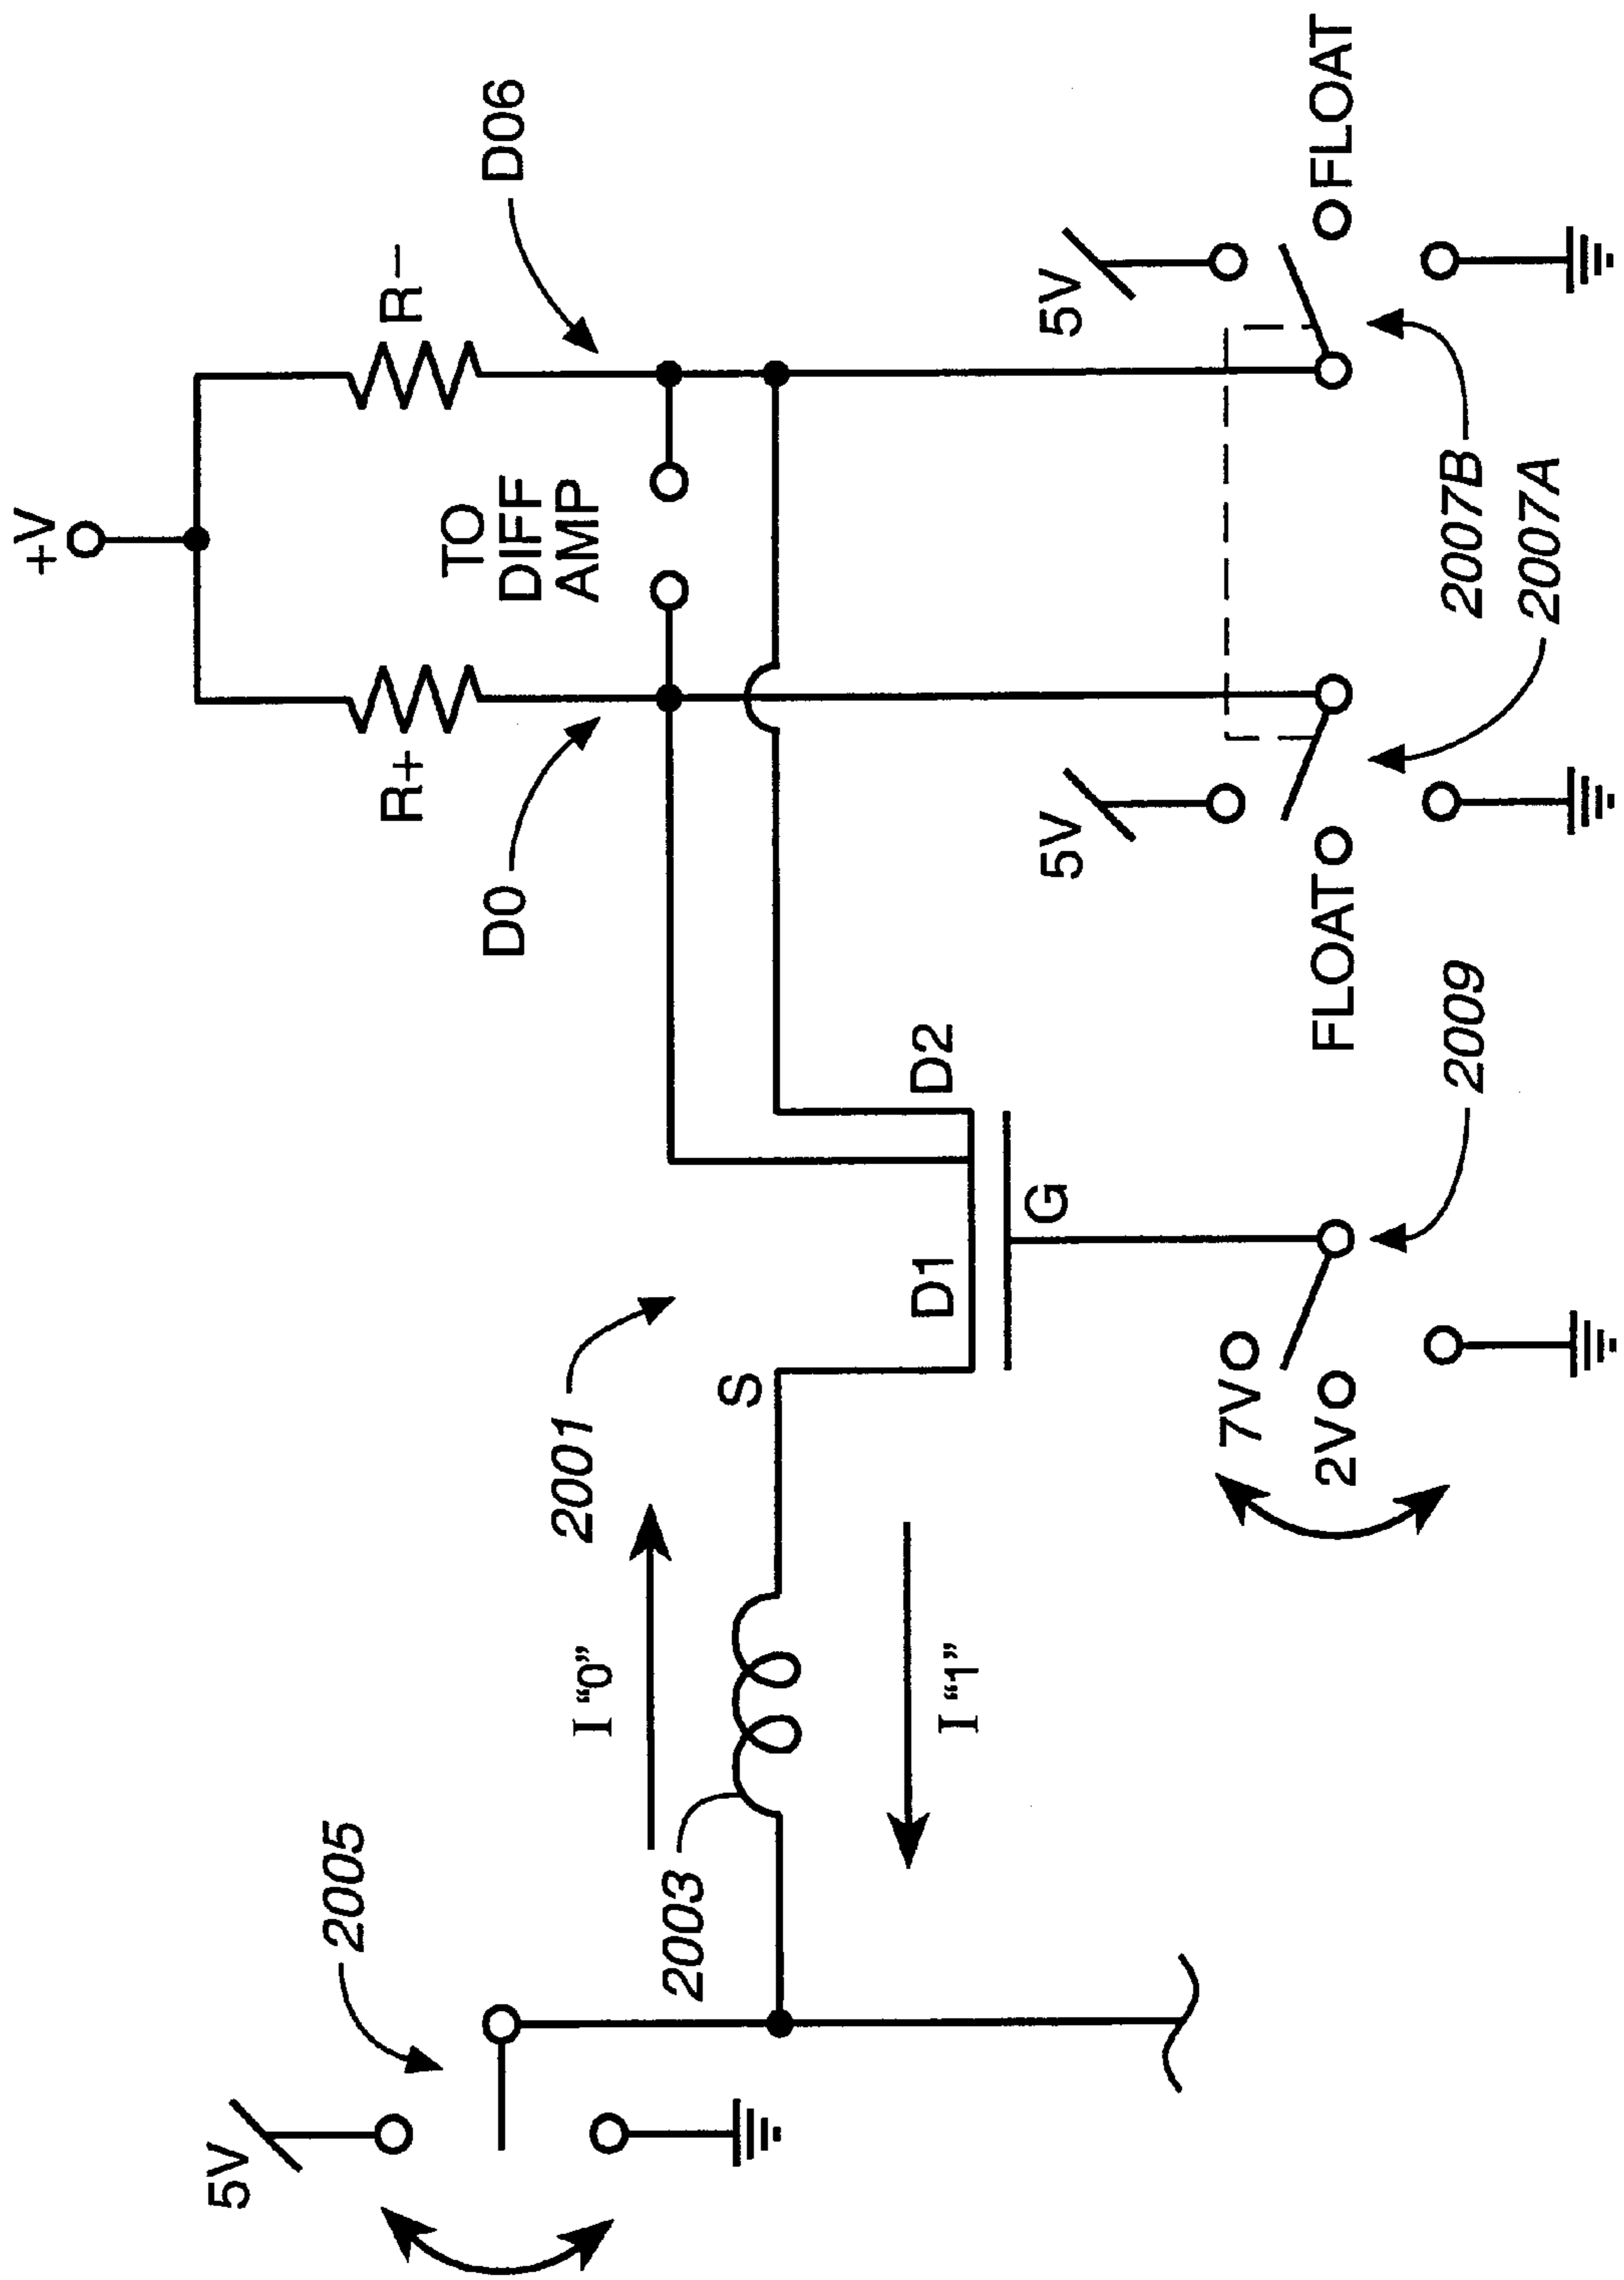 +V
R+
R−
TO
DIFF
AMP
D0
D06
5V
2005
I “0”
2003
I “1”
2001
S
D1
D2
G
7V
2V
2009
5V
FLOAT
2007A
5V
FLOAT
2007B